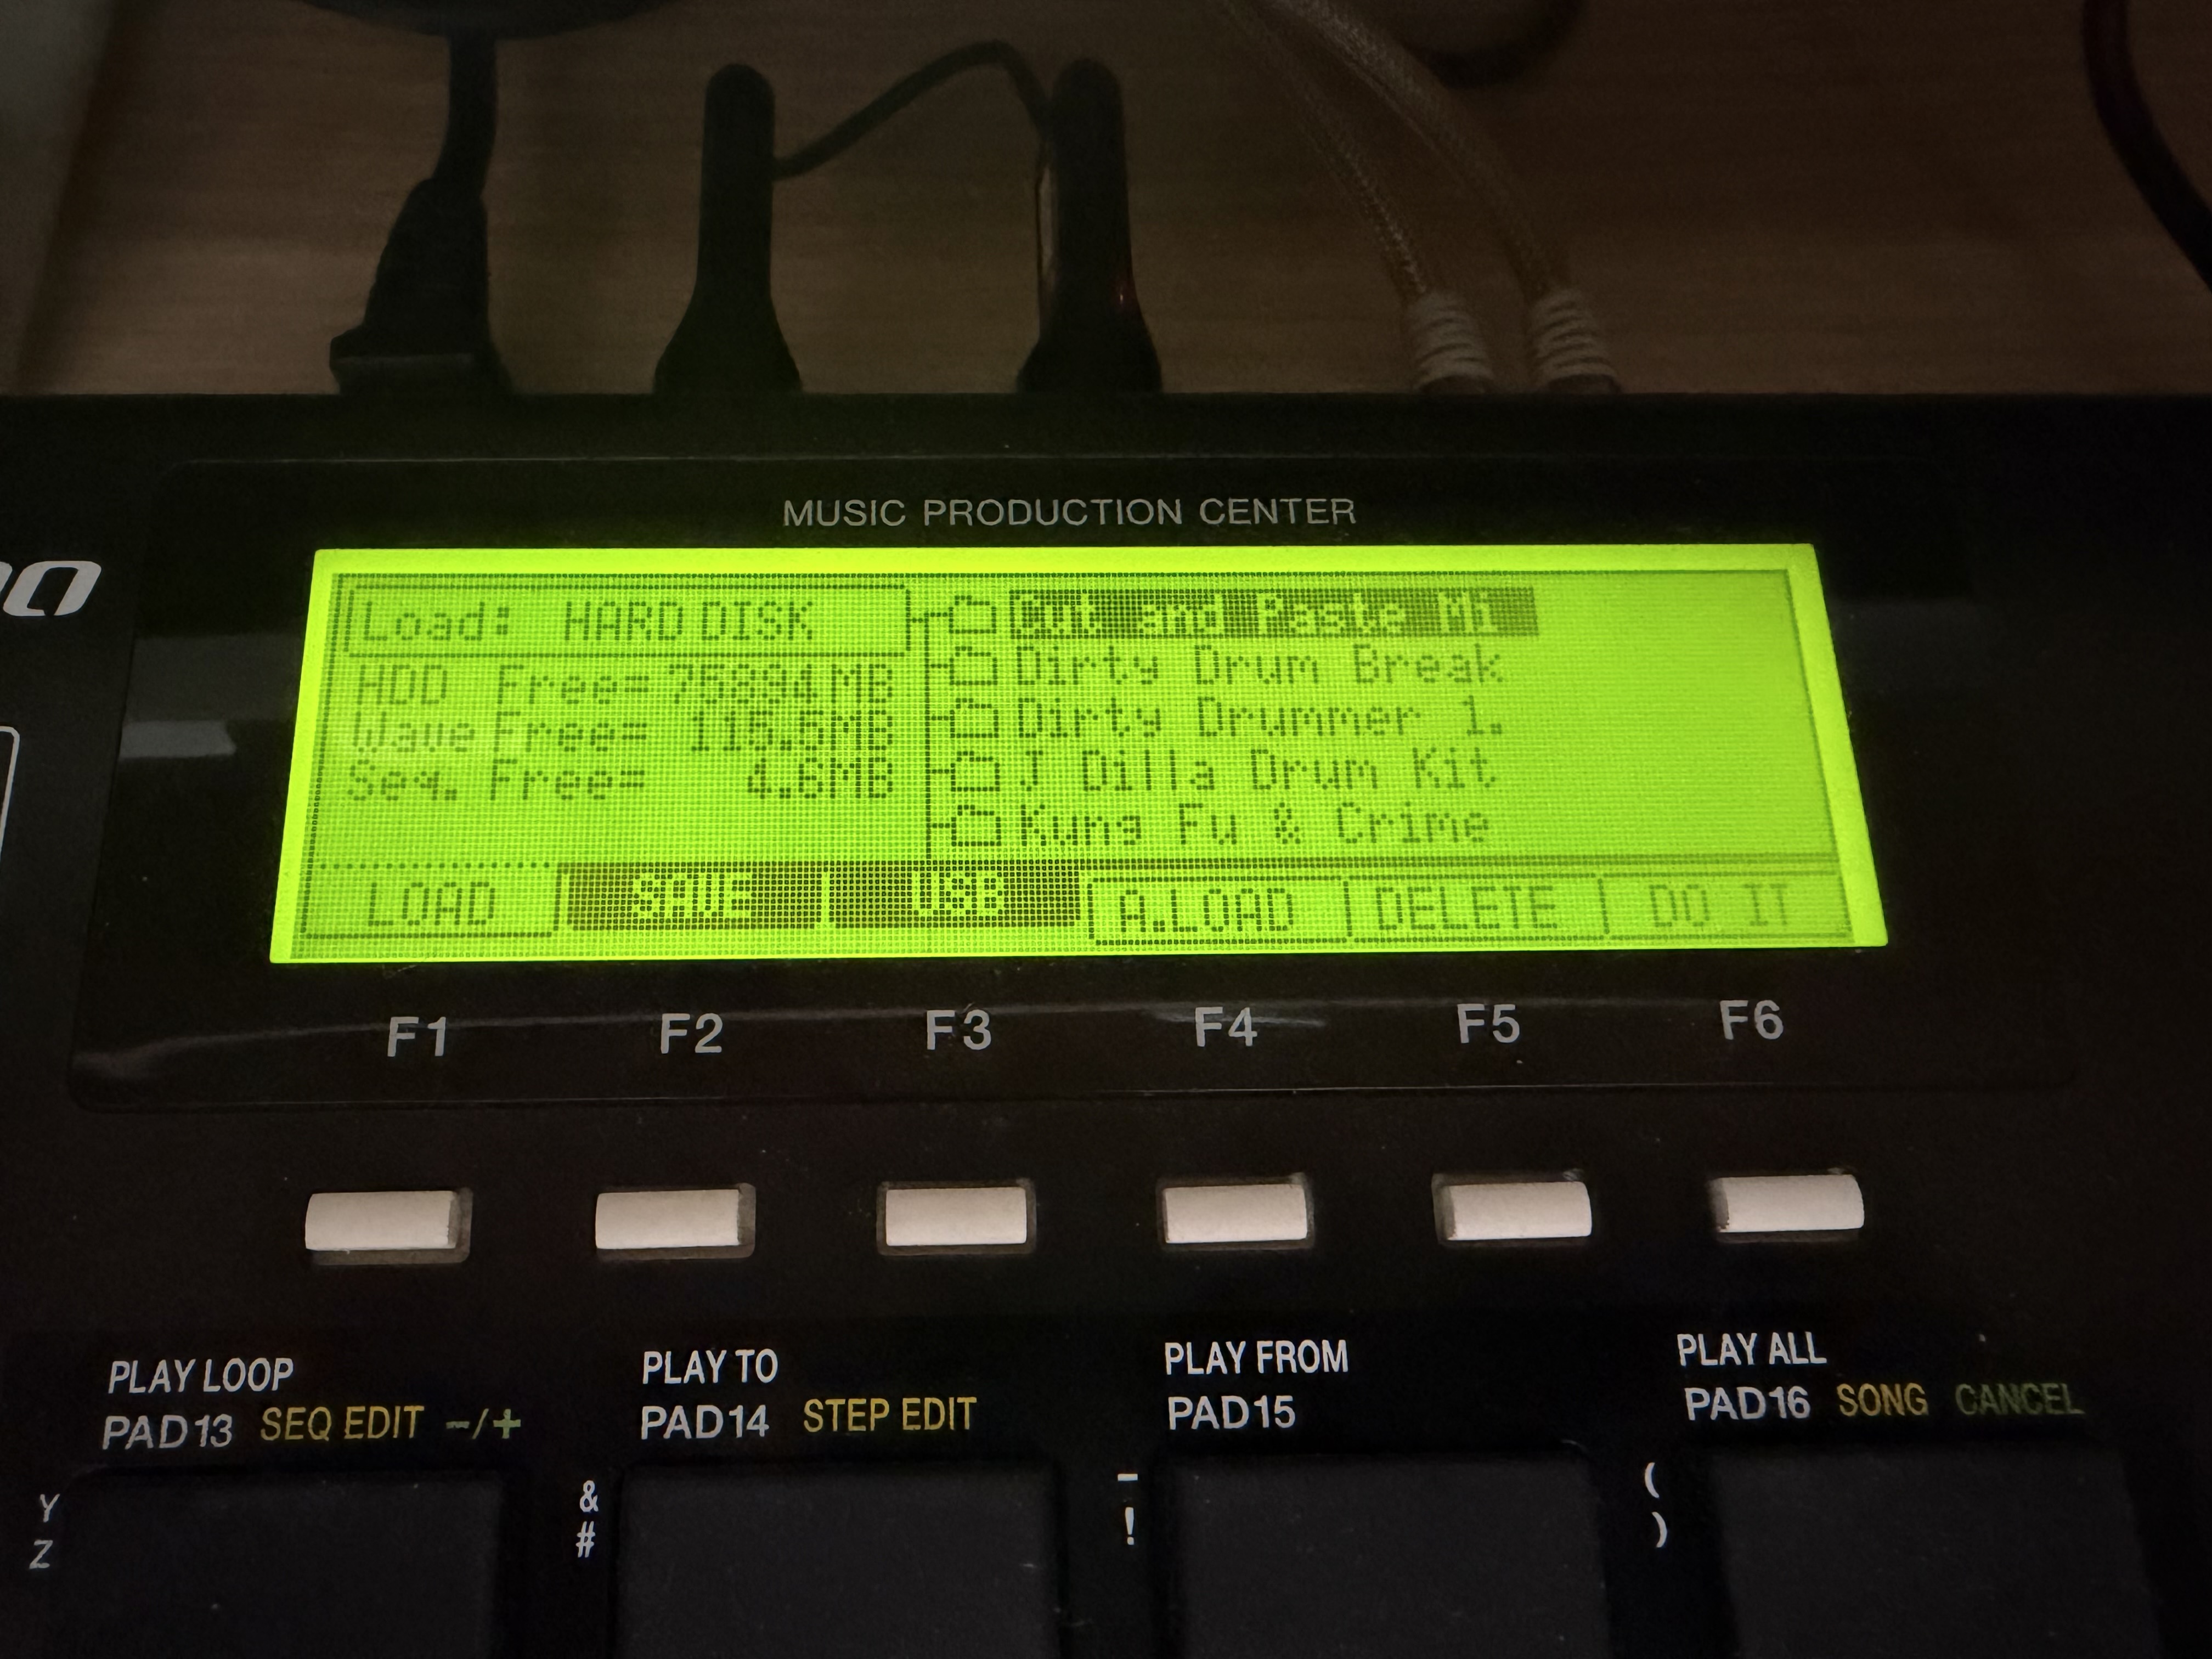 MUSIC PRODUCTION CENTER
Load: HARD DISK
HDD Free= 75894MB
Wave Free= 115.5MB
Seq. Free= 4.6MB
Cut and Paste Mi
Dirty Drum Break
Dirty Drummer 1.
J Dilla Drum Kit
Kung Fu & Crime
LOAD SAVE USB A.LOAD DELETE DO IT
F1 F2 F3 F4 F5 F6
PLAY LOOP
PAD13 SEQ EDIT -/+
PLAY TO
PAD14 STEP EDIT
PLAY FROM
PAD15
PLAY ALL
PAD16 SONG CANCEL
Y
Z
&
#
–
!
(
)